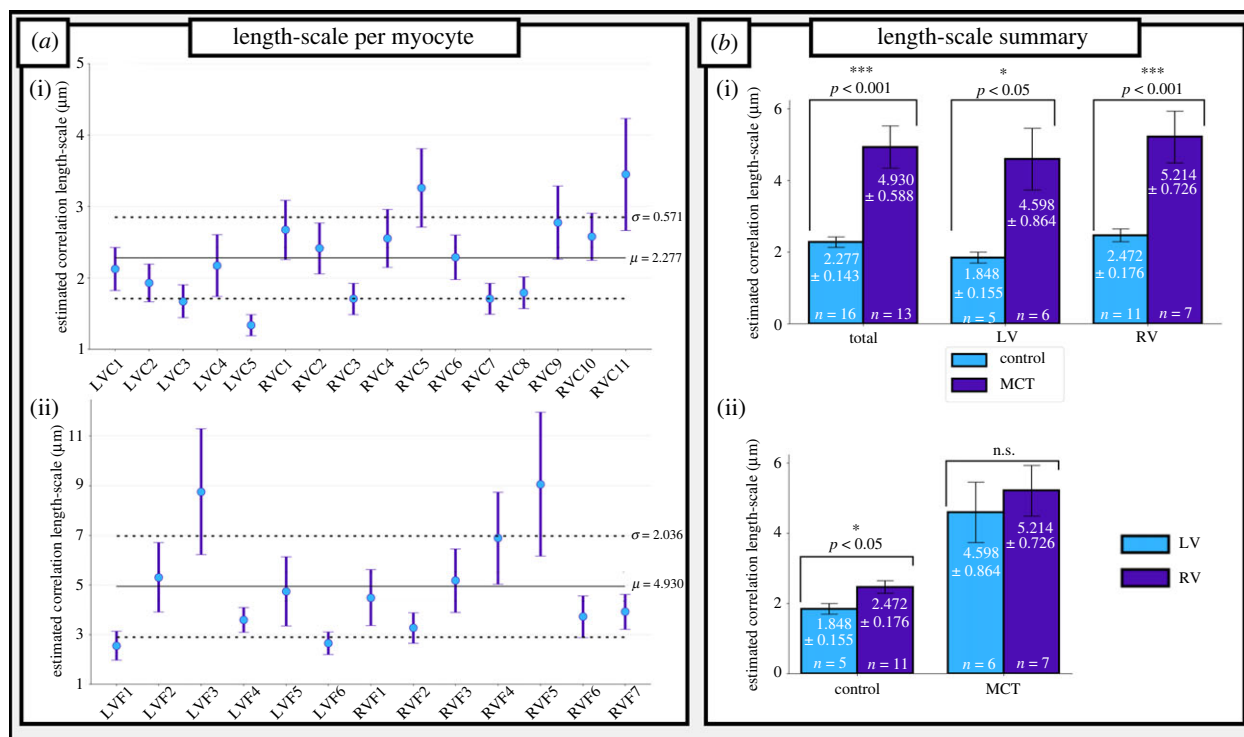 (a)
length-scale per myocyte
(i)
estimated correlation length-scale (μm)
5
4
3
2
1
σ = 0.571
μ = 2.277
LVC1
LVC2
LVC3
LVC4
LVC5
RVC1
RVC2
RVC3
RVC4
RVC5
RVC6
RVC7
RVC8
RVC9
RVC10
RVC11
(ii)
estimated correlation length-scale (μm)
11
9
7
5
3
1
σ = 2.036
μ = 4.930
LVF1
LVF2
LVF3
LVF4
LVF5
LVF6
RVF1
RVF2
RVF3
RVF4
RVF5
RVF6
RVF7
(b)
length-scale summary
(i)
estimated correlation length-scale (μm)
6
4
2
0
***
p < 0.001
*
p < 0.05
***
p < 0.001
2.277
± 0.143
n = 16
4.930
± 0.588
n = 13
1.848
± 0.155
n = 5
4.598
± 0.864
n = 6
2.472
± 0.176
n = 11
5.214
± 0.726
n = 7
total
LV
RV
control
MCT
(ii)
estimated correlation length-scale (μm)
6
4
2
0
*
p < 0.05
n.s.
1.848
± 0.155
n = 5
2.472
± 0.176
n = 11
4.598
± 0.864
n = 6
5.214
± 0.726
n = 7
control
MCT
LV
RV